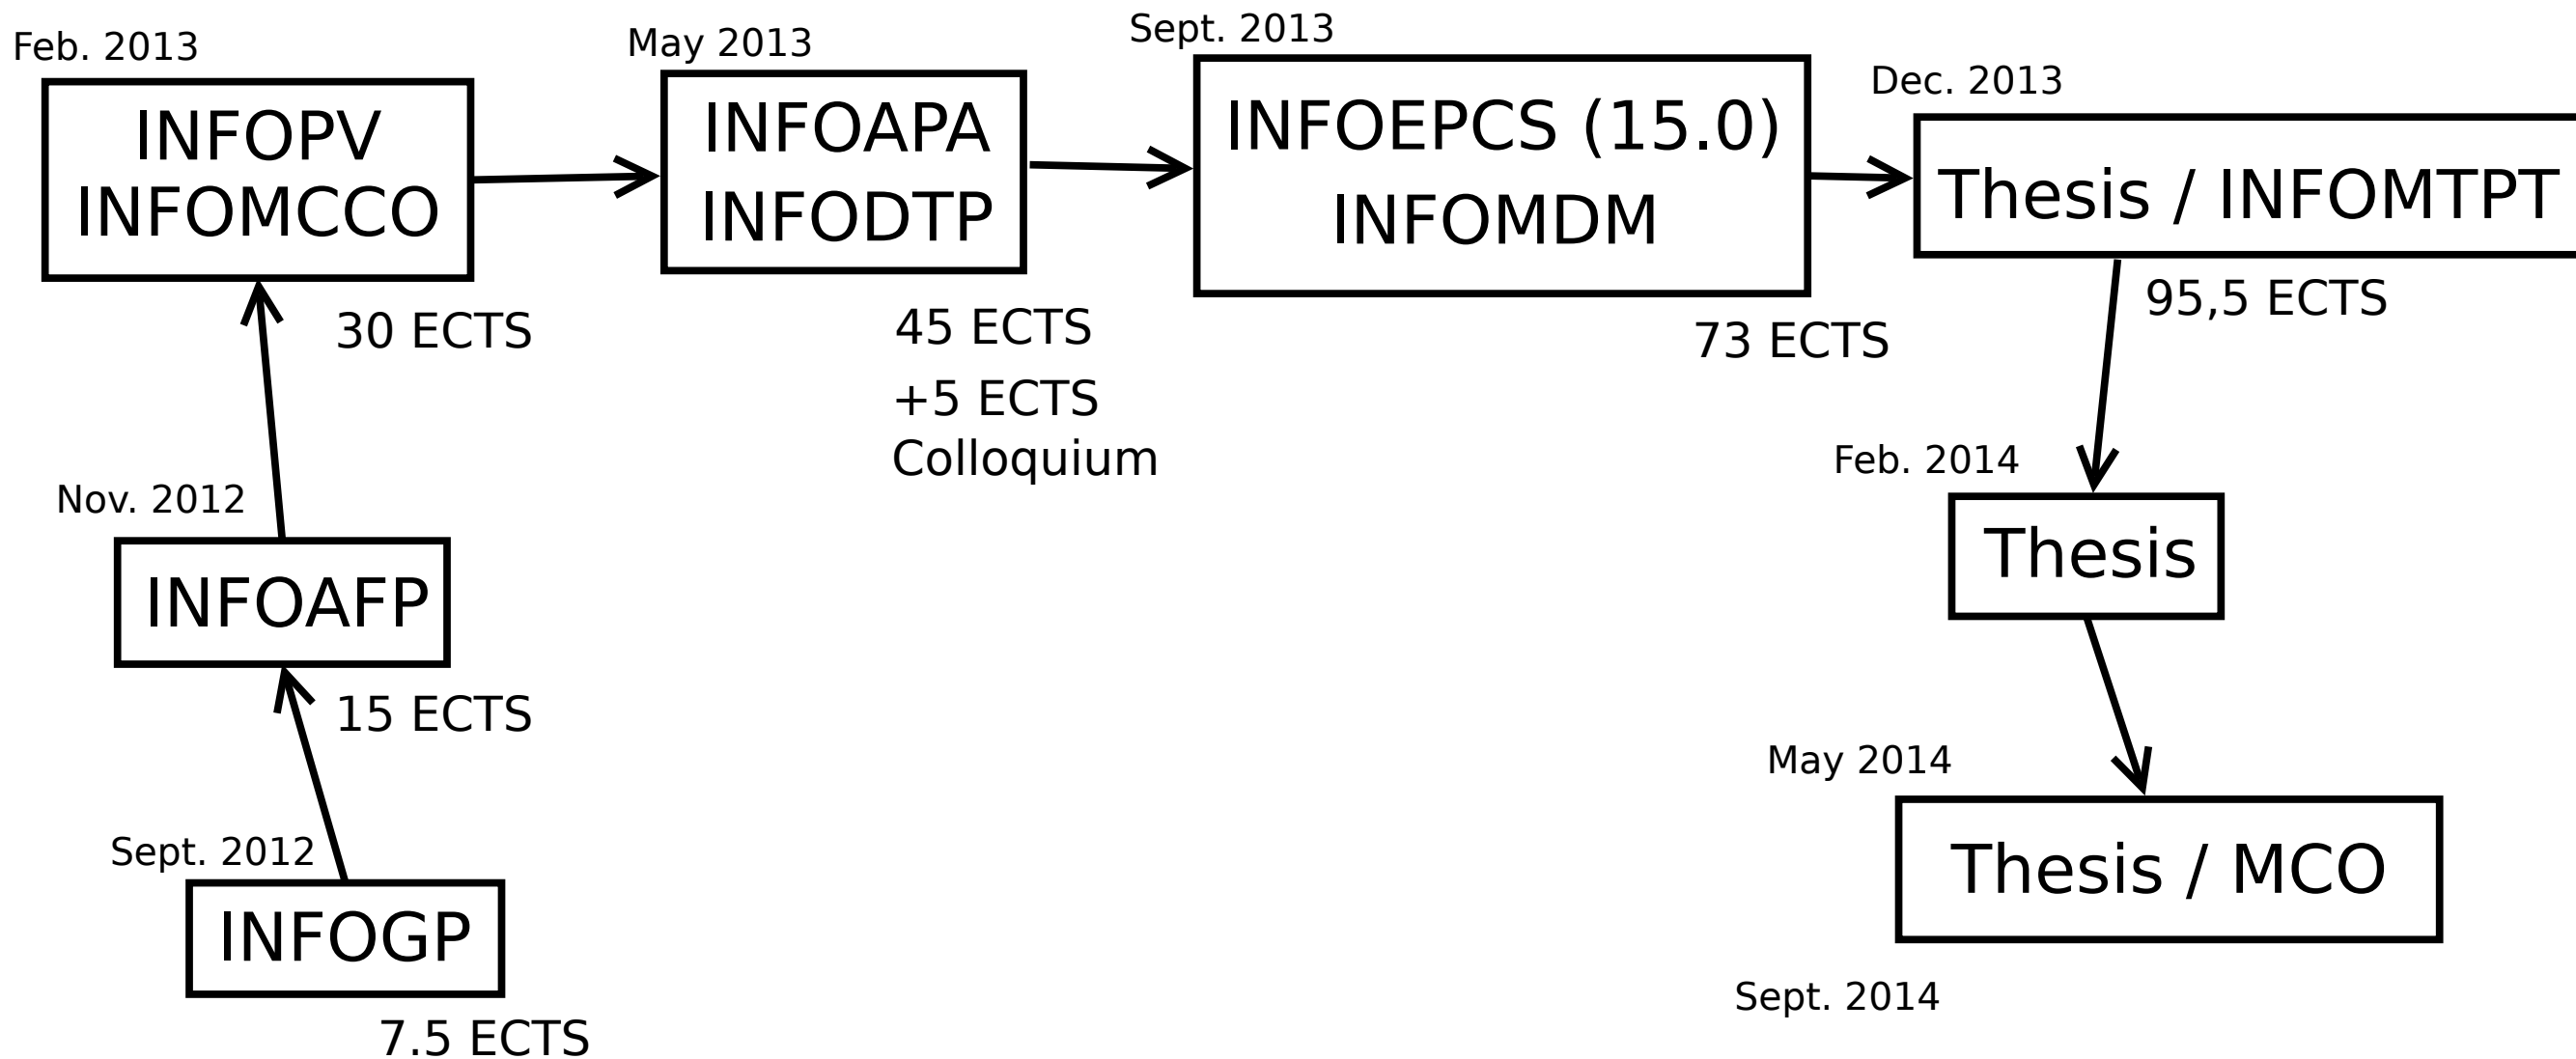 Feb. 2013
INFOPV
INFOMCCO
30 ECTS
May 2013
INFOAPA
INFODTP
45 ECTS
+5 ECTS
Colloquium
Sept. 2013
INFOEPCS (15.0)
INFOMDM
73 ECTS
Dec. 2013
Thesis / INFOMTPT
95,5 ECTS
Nov. 2012
INFOAFP
15 ECTS
Feb. 2014
Thesis
Sept. 2012
INFOGP
7.5 ECTS
May 2014
Thesis / MCO
Sept. 2014